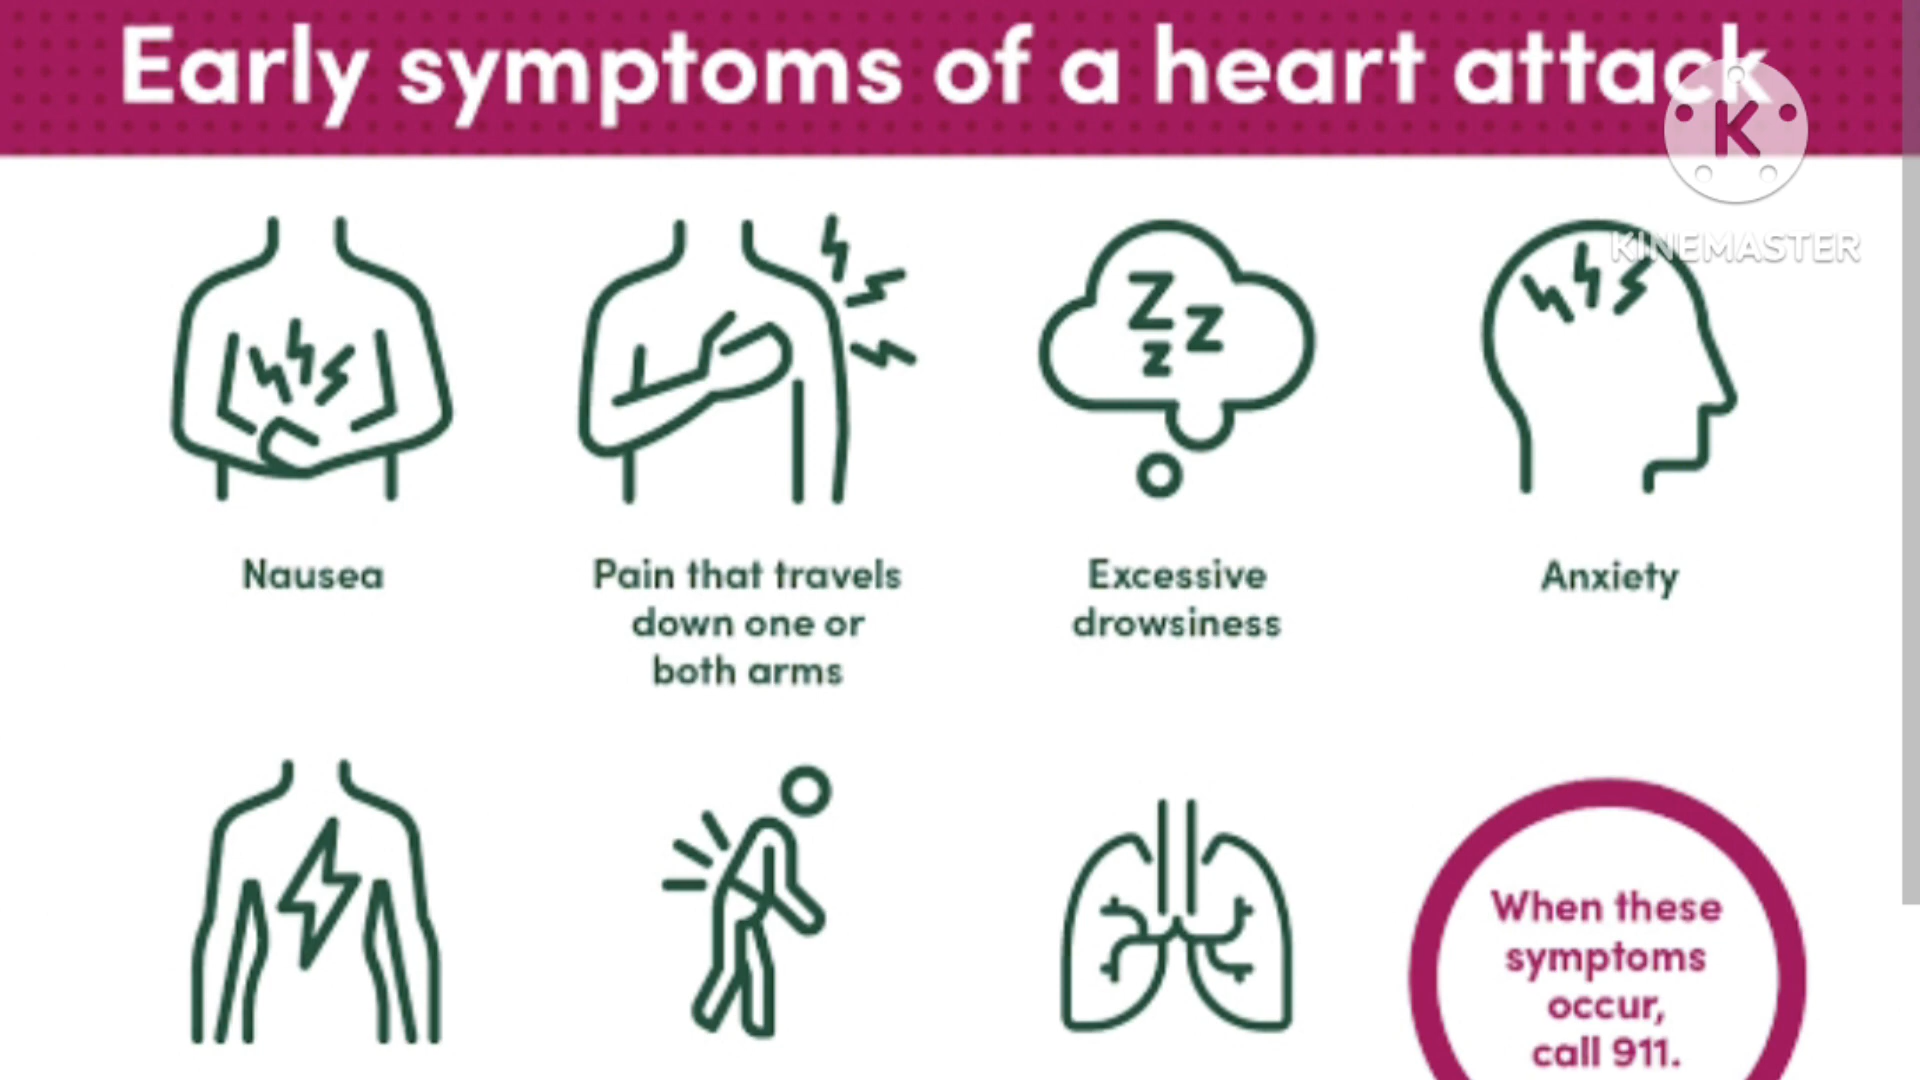 Early symptoms of a heart attack
K
KINEMASTER
Z Z
Z
Nausea
Pain that travels
down one or
both arms
Excessive
drowsiness
Anxiety
When these
symptoms
occur,
call 911.